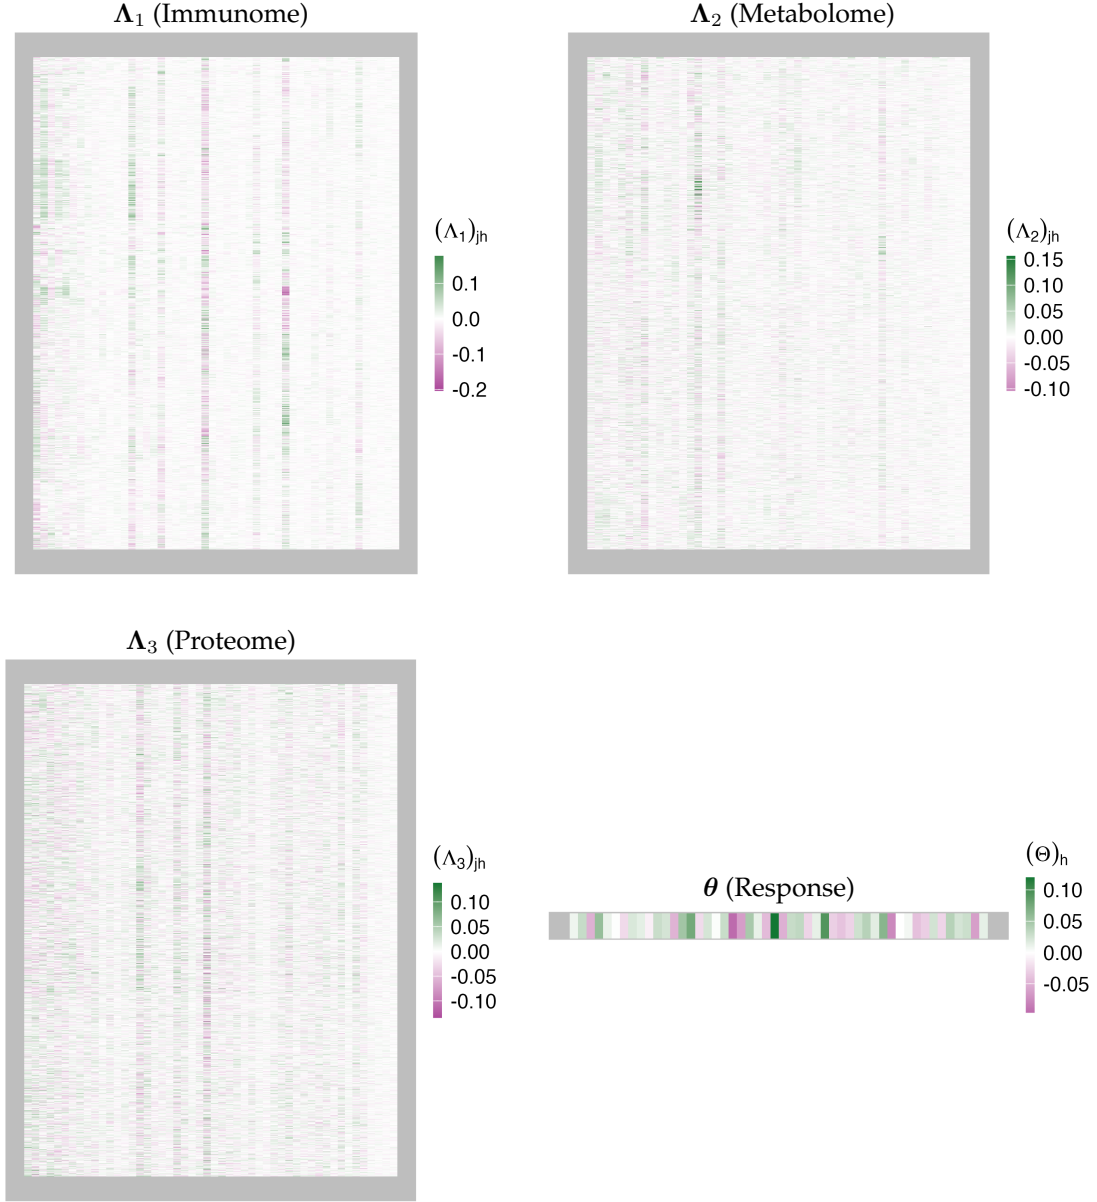 Λ1 (Immunome)
(Λ1)jh
0.1
0.0
-0.1
-0.2
Λ2 (Metabolome)
(Λ2)jh
0.15
0.10
0.05
0.00
-0.05
-0.10
Λ3 (Proteome)
(Λ3)jh
0.10
0.05
0.00
-0.05
-0.10
θ (Response)
(Θ)h
0.10
0.05
0.00
-0.05